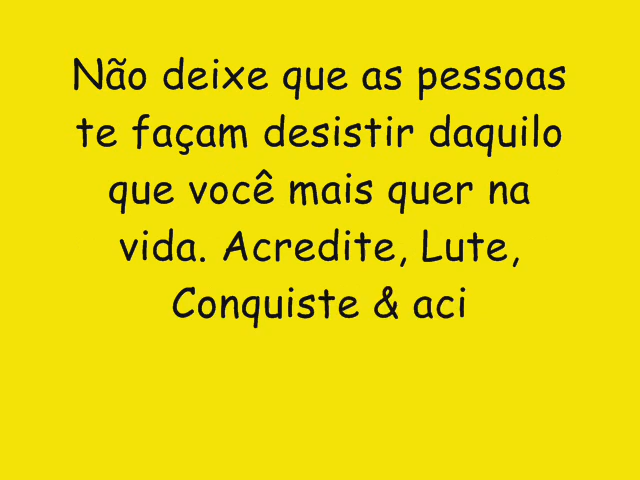 Não deixe que as pessoas
te façam desistir daquilo
que você mais quer na
vida. Acredite, Lute,
Conquiste & aci